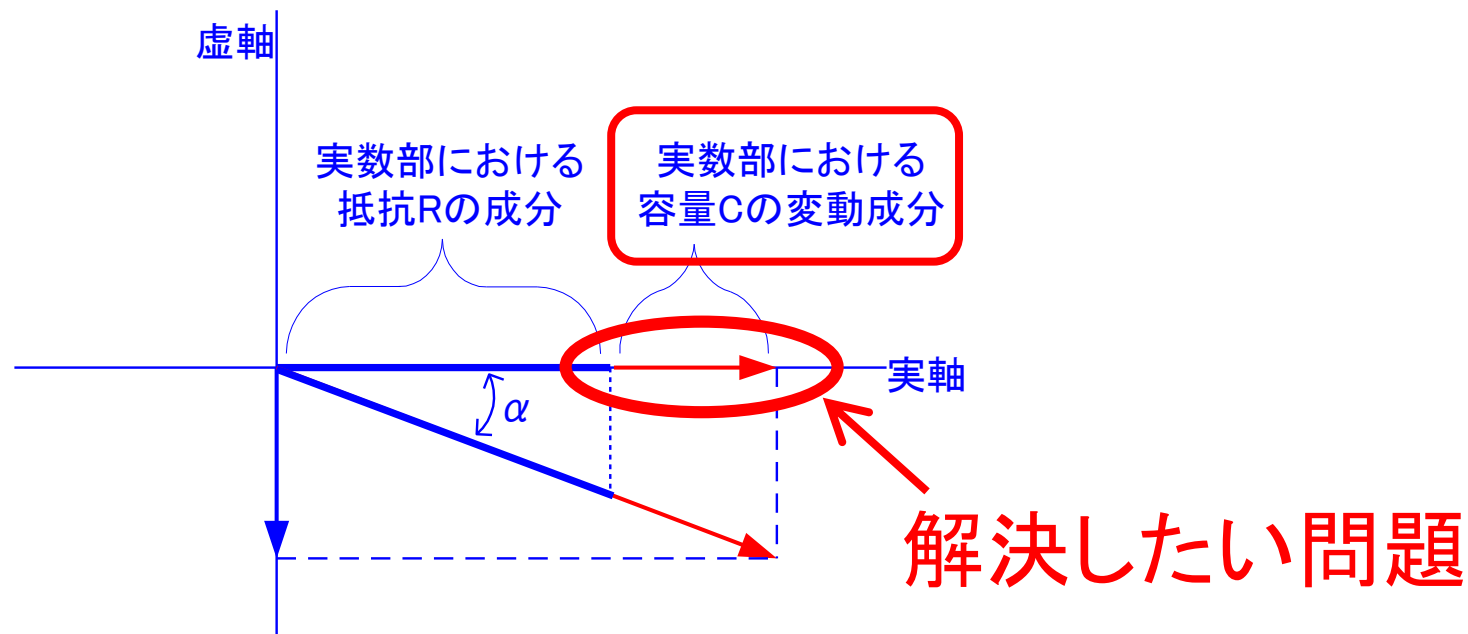 虚軸
実数部における
抵抗Rの成分
実数部における
容量Cの変動成分
実軸
α
解決したい問題